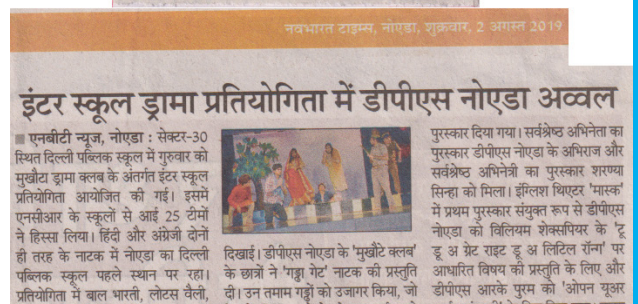 नवभारत टाइम्स, नोएडा, शुक्रवार, 2 अगस्त 2019
इंटर स्कूल ड्रामा प्रतियोगिता में डीपीएस नोएडा अव्वल
■ एनबीटी न्यूज, नोएडा : सेक्टर-30
स्थित दिल्ली पब्लिक स्कूल में गुरुवार को
मुखौटा ड्रामा क्लब के अंतर्गत इंटर स्कूल
प्रतियोगिता आयोजित की गई। इसमें
एनसीआर के स्कूलों से आई 25 टीमों
ने हिस्सा लिया। हिंदी और अंग्रेजी दोनों
ही तरह के नाटक में नोएडा का दिल्ली
पब्लिक स्कूल पहले स्थान पर रहा।
प्रतियोगिता में बाल भारती, लोटस वैली,
दिखाई। डीपीएस नोएडा के 'मुखौटे क्लब'
के छात्रों ने 'गड्ढा गेट' नाटक की प्रस्तुति
दी। उन तमाम गड्ढों को उजागर किया, जो
पुरस्कार दिया गया। सर्वश्रेष्ठ अभिनेता का
पुरस्कार डीपीएस नोएडा के अभिराज और
सर्वश्रेष्ठ अभिनेत्री का पुरस्कार शरण्या
सिन्हा को मिला। इंग्लिश थिएटर 'मास्क'
में प्रथम पुरस्कार संयुक्त रूप से डीपीएस
नोएडा को विलियम शेक्सपियर के 'टू
डू अ ग्रेट राइट डू अ लिटिल रॉन्ग' पर
आधारित विषय की प्रस्तुति के लिए और
डीपीएस आरके पुरम को 'ओपन यूअर